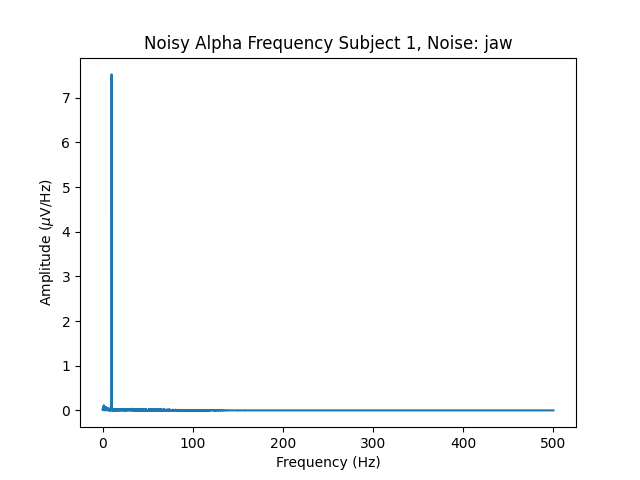 Noisy Alpha Frequency Subject 1, Noise: jaw
Amplitude (μV/Hz)
7
6
5
4
3
2
1
0
0 100 200 300 400 500
Frequency (Hz)